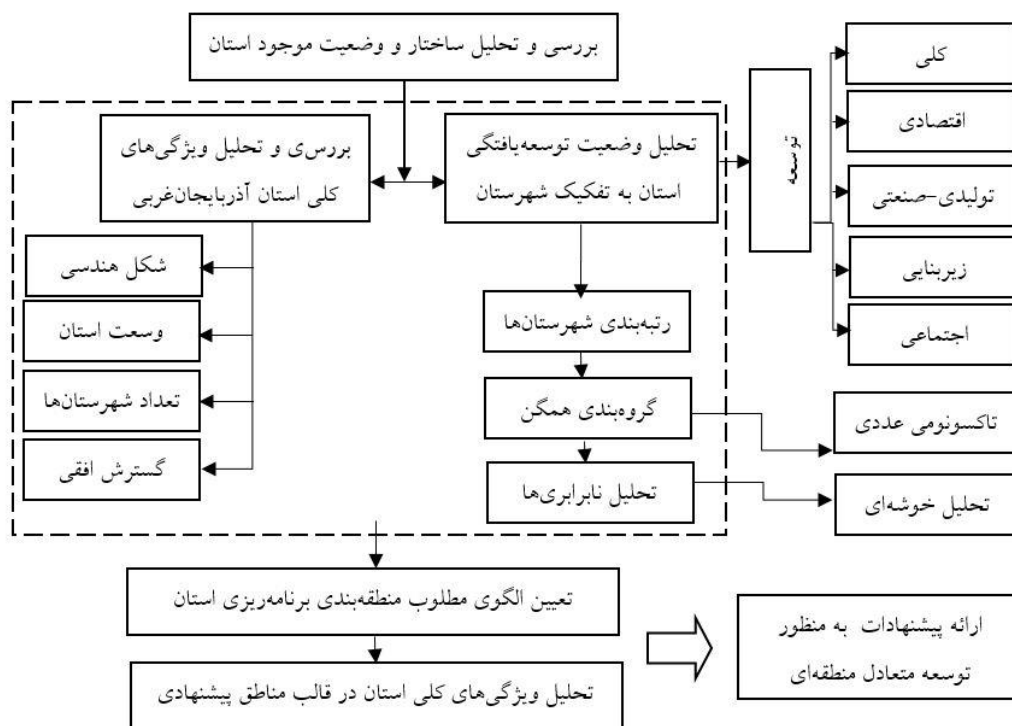 بررسی و تحلیل ساختار و وضعیت موجود استان
تحلیل وضعیت توسعه‌یافتگی
استان به تفکیک شهرستان
بررس‌ی و تحلیل ویژگی‌های
کلی استان آذربایجان‌غربی
توسعه
کلی
اقتصادی
تولیدی-صنعتی
زیربنایی
اجتماعی
شکل هندسی
وسعت استان
تعداد شهرستان‌ها
گسترش افقی
رتبه‌بندی شهرستان‌ها
گروه‌بندی همگن
تحلیل نابرابری‌ها
تاکسونومی عددی
تحلیل خوشه‌ای
تعیین الگوی مطلوب منطقه‌بندی برنامه‌ریزی استان
تحلیل ویژگی‌های کلی استان در قالب مناطق پیشنهادی
ارائه پیشنهادات به منظور
توسعه متعادل منطقه‌ای